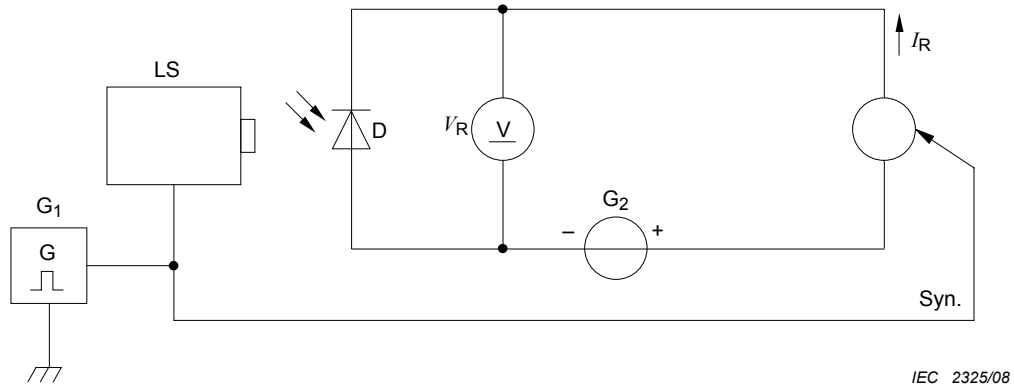 I_R
LS
V_R
V
D
G_1
G_2
– +
G
Syn.
IEC 2325/08